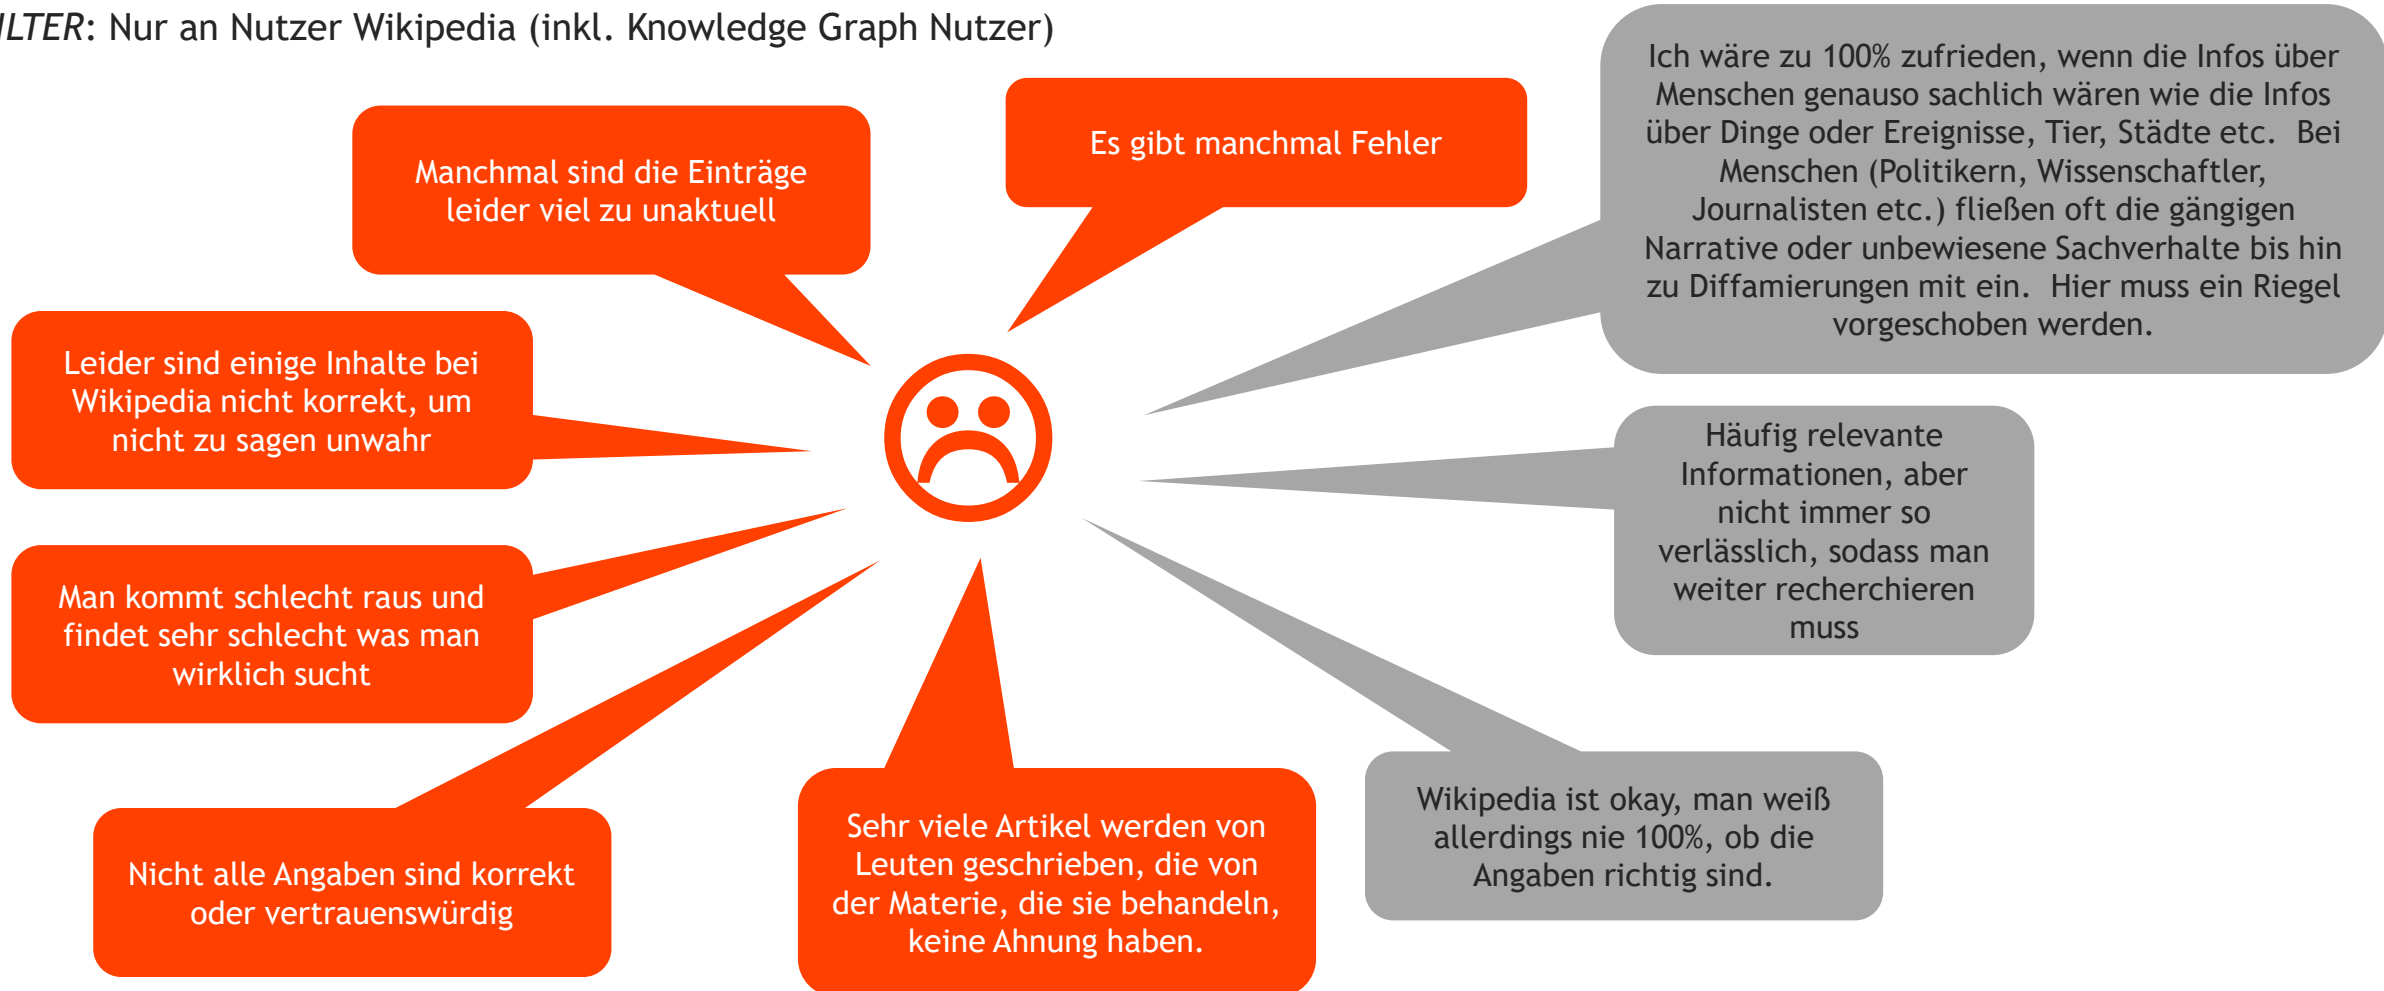 ILTER: Nur an Nutzer Wikipedia (inkl. Knowledge Graph Nutzer)
Manchmal sind die Einträge
leider viel zu unaktuell
Es gibt manchmal Fehler
Ich wäre zu 100% zufrieden, wenn die Infos über
Menschen genauso sachlich wären wie die Infos
über Dinge oder Ereignisse, Tier, Städte etc.  Bei
Menschen (Politikern, Wissenschaftler,
Journalisten etc.) fließen oft die gängigen
Narrative oder unbewiesene Sachverhalte bis hin
zu Diffamierungen mit ein.  Hier muss ein Riegel
vorgeschoben werden.
Leider sind einige Inhalte bei
Wikipedia nicht korrekt, um
nicht zu sagen unwahr
Häufig relevante
Informationen, aber
nicht immer so
verlässlich, sodass man
weiter recherchieren
muss
Man kommt schlecht raus und
findet sehr schlecht was man
wirklich sucht
Nicht alle Angaben sind korrekt
oder vertrauenswürdig
Sehr viele Artikel werden von
Leuten geschrieben, die von
der Materie, die sie behandeln,
keine Ahnung haben.
Wikipedia ist okay, man weiß
allerdings nie 100%, ob die
Angaben richtig sind.